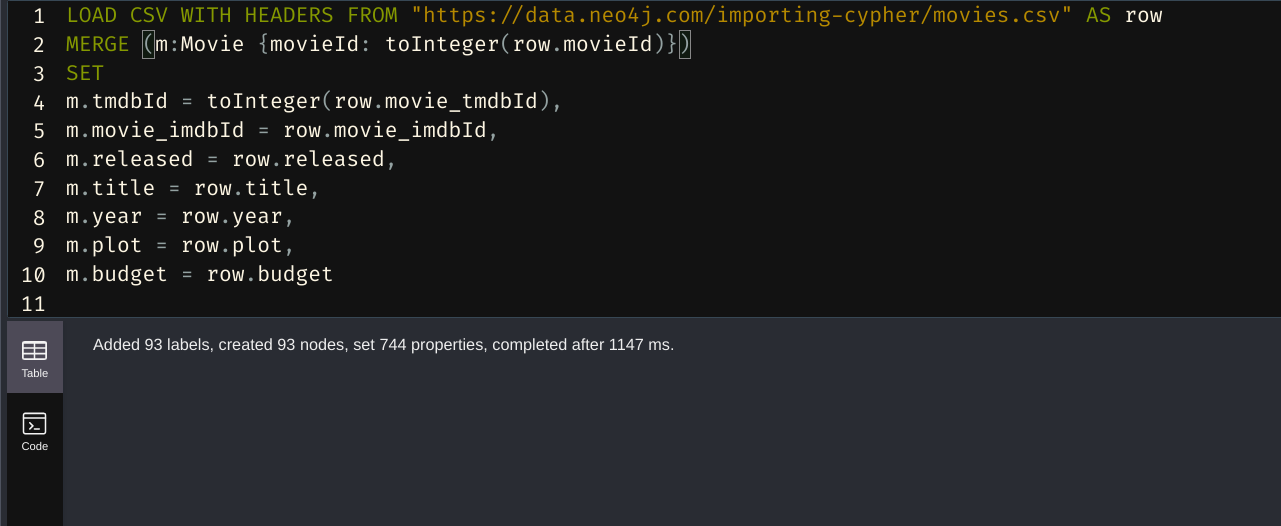 1 LOAD CSV WITH HEADERS FROM "https://data.neo4j.com/importing-cypher/movies.csv" AS row
2 MERGE (m:Movie {movieId: toInteger(row.movieId)})
3 SET
4 m.tmdbId = toInteger(row.movie_tmdbId),
5 m.movie_imdbId = row.movie_imdbId,
6 m.released = row.released,
7 m.title = row.title,
8 m.year = row.year,
9 m.plot = row.plot,
10 m.budget = row.budget
11
Added 93 labels, created 93 nodes, set 744 properties, completed after 1147 ms.
Table
Code